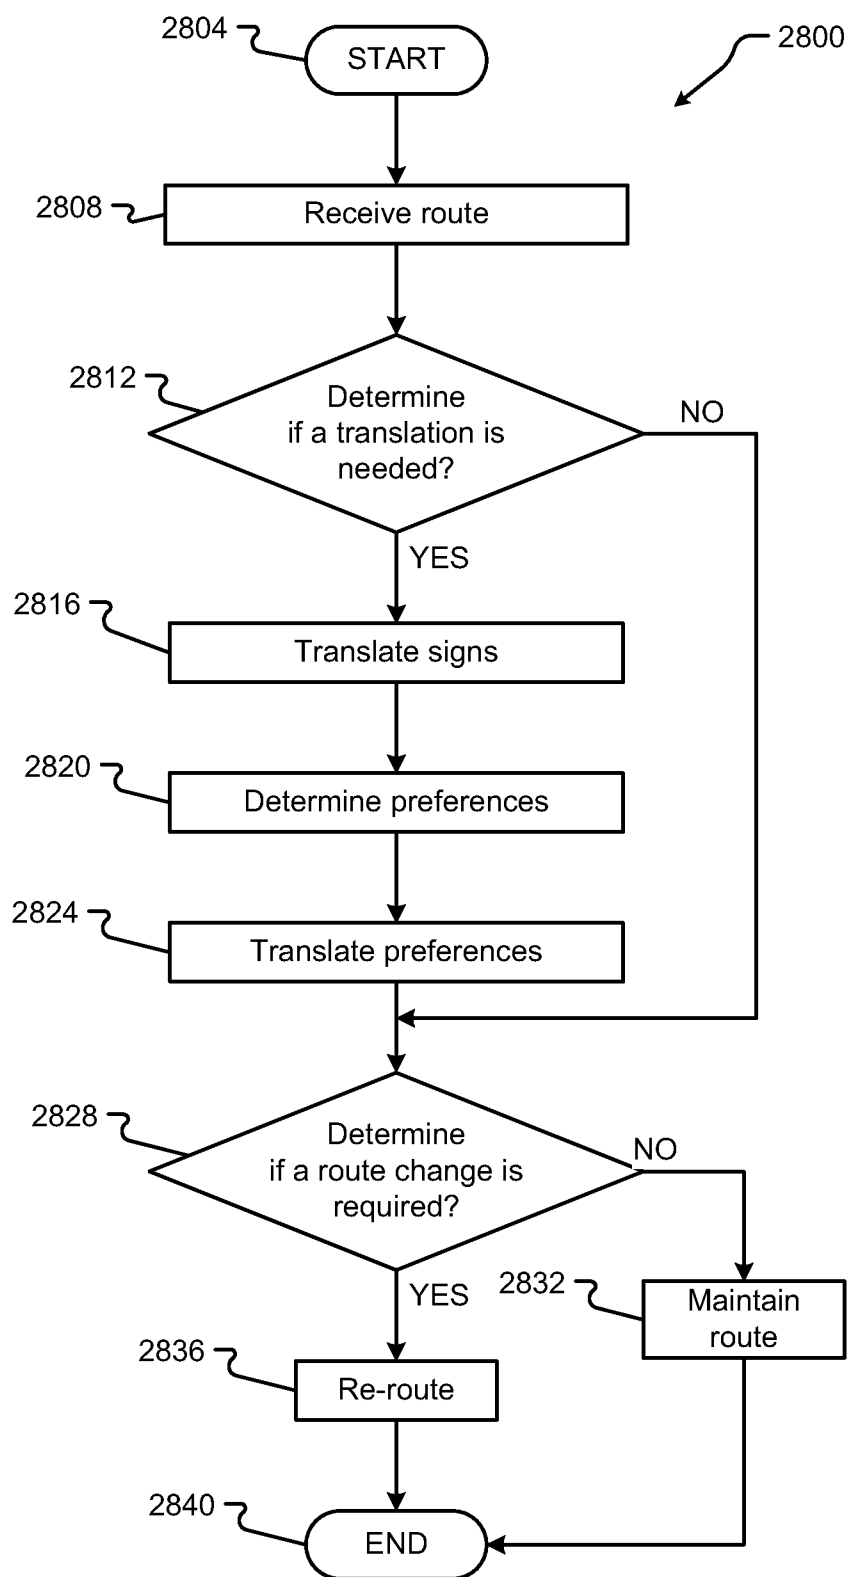 2804
START
2800
2808
Receive route
2812
Determine
if a translation is
needed?
NO
YES
2816
Translate signs
2820
Determine preferences
2824
Translate preferences
2828
Determine
if a route change is
required?
NO
YES
2832
Maintain
route
2836
Re-route
2840
END